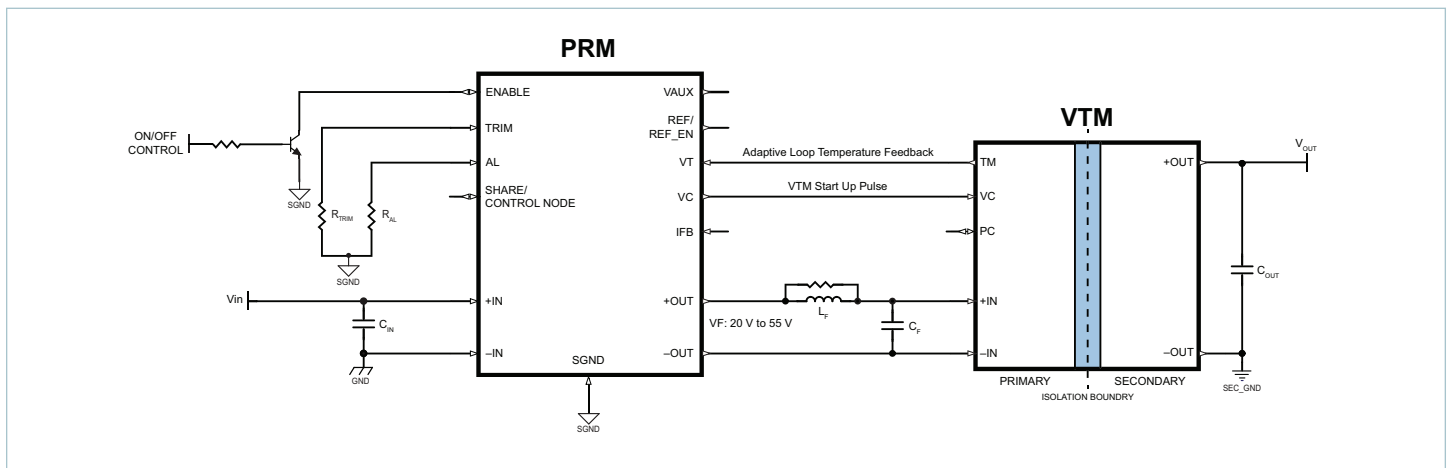 PRM
VTM
ON/OFF
CONTROL
SGND
R_TRIM
R_AL
SGND
Vin
C_IN
GND
ENABLE
TRIM
AL
SHARE/
CONTROL NODE
+IN
–IN
SGND
SGND
VAUX
REF/
REF_EN
VT
VC
IFB
+OUT
–OUT
Adaptive Loop Temperature Feedback
VTM Start Up Pulse
VF: 20 V to 55 V
L_F
C_F
TM
VC
PC
+IN
–IN
+OUT
–OUT
PRIMARY
SECONDARY
ISOLATION BOUNDRY
V_OUT
C_OUT
SEC_GND